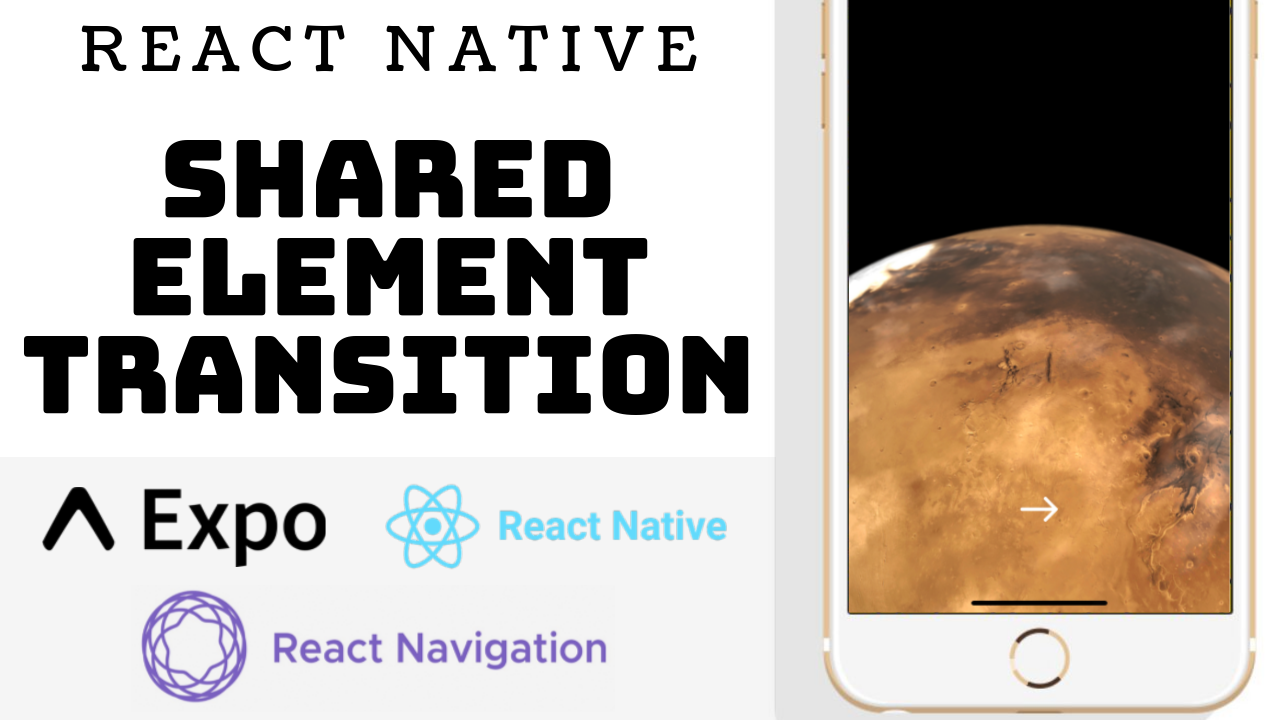 REACT NATIVE
SHARED
ELEMENT
TRANSITION
Expo
React Native
React Navigation